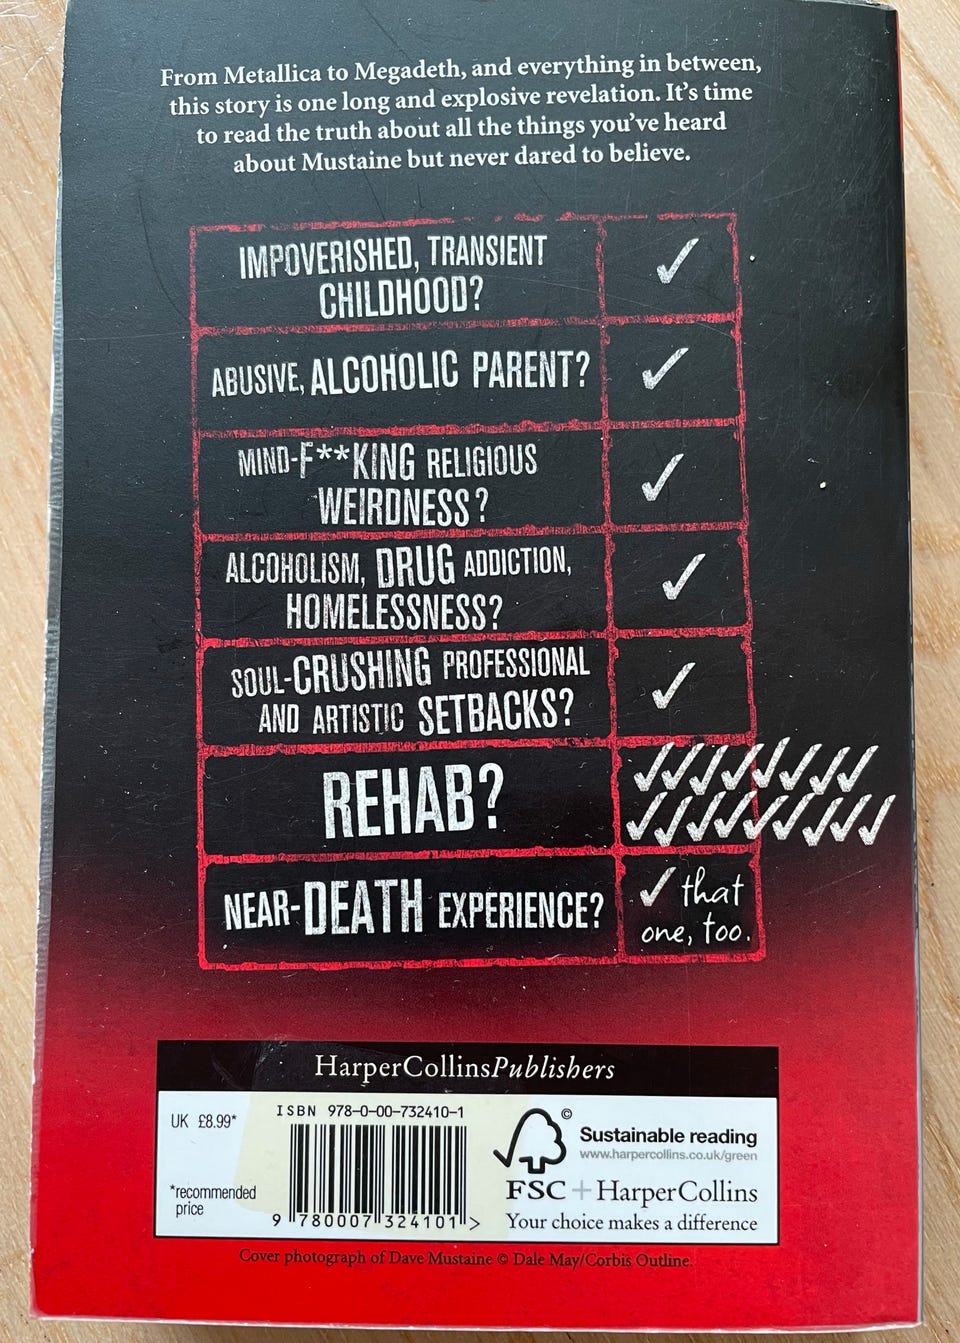 From Metallica to Megadeth, and everything in between,
this story is one long and explosive revelation. It's time
to read the truth about all the things you've heard
about Mustaine but never dared to believe.
IMPOVERISHED, TRANSIENT
CHILDHOOD?
ABUSIVE, ALCOHOLIC PARENT?
MIND-F**KING RELIGIOUS
WEIRDNESS?
ALCOHOLISM, DRUG ADDICTION,
HOMELESSNESS?
SOUL-CRUSHING PROFESSIONAL
AND ARTISTIC SETBACKS?
REHAB?
NEAR-DEATH EXPERIENCE?
that
one, too.
HarperCollinsPublishers
UK £8.99*
*recommended
price
ISBN 978-0-00-732410-1
9 780007 324101 >
©
Sustainable reading
www.harpercollins.co.uk/green
FSC + HarperCollins
Your choice makes a difference
Cover photograph of Dave Mustaine © Dale May/Corbis Outline.